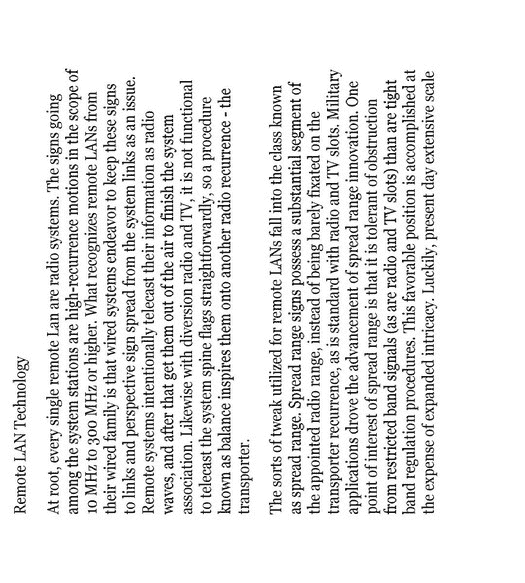 Remote LAN Technology
At root, every single remote Lan are radio systems. The signs going
among the system stations are high-recurrence motions in the scope of
10 MHz to 300 MHz or higher. What recognizes remote LANs from
their wired family is that wired systems endeavor to keep these signs
to links and perspective sign spread from the system links as an issue.
Remote systems intentionally telecast their information as radio
waves, and after that get them out of the air to finish the system
association. Likewise with diversion radio and TV, it is not functional
to telecast the system spine flags straightforwardly, so a procedure
known as balance inspires them onto another radio recurrence - the
transporter.
The sorts of tweak utilized for remote LANs fall into the class known
as spread range. Spread range signs possess a substantial segment of
the appointed radio range, instead of being barely fixated on the
transporter recurrence, as is standard with radio and TV slots. Military
applications drove the advancement of spread range innovation. One
point of interest of spread range is that it is tolerant of obstruction
from restricted band signals (as are radio and TV slots) than are tight
band regulation procedures. This favorable position is accomplished at
the expense of expanded intricacy. Luckily, present day extensive scale